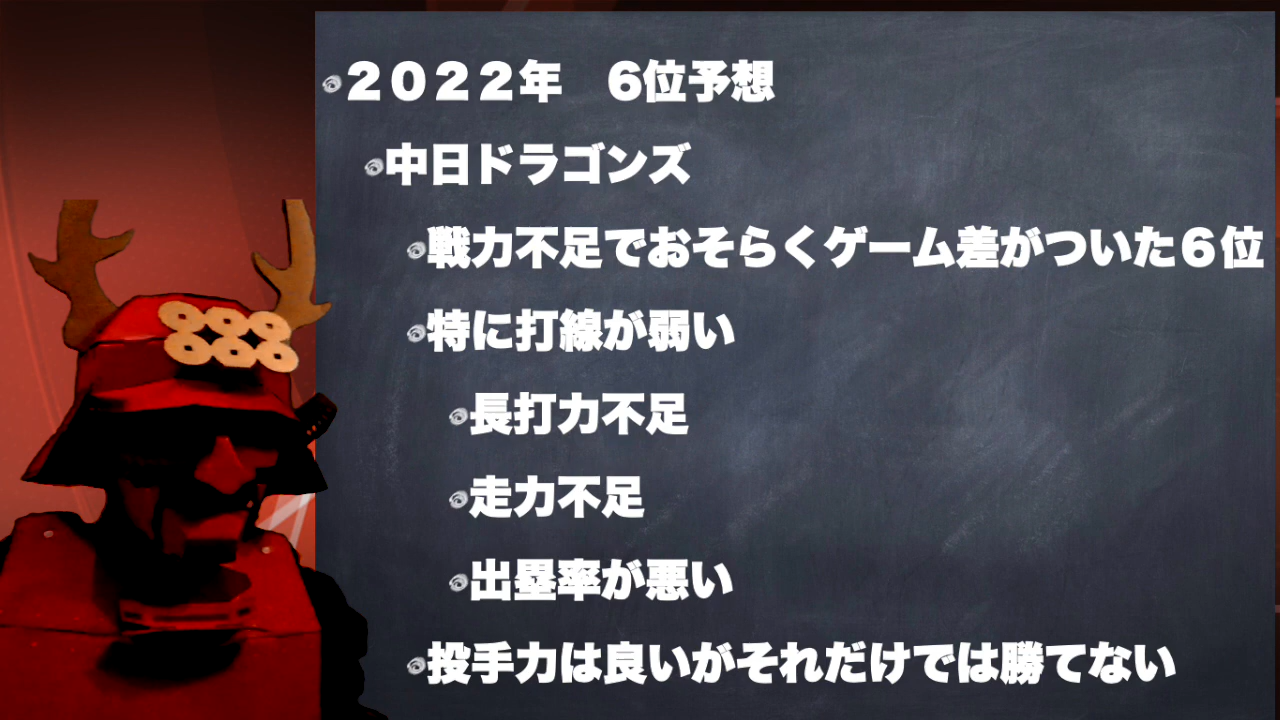 ２０２２年　6位予想
中日ドラゴンズ
戦力不足でおそらくゲーム差がついた６位
特に打線が弱い
長打力不足
走力不足
出塁率が悪い
投手力は良いがそれだけでは勝てない